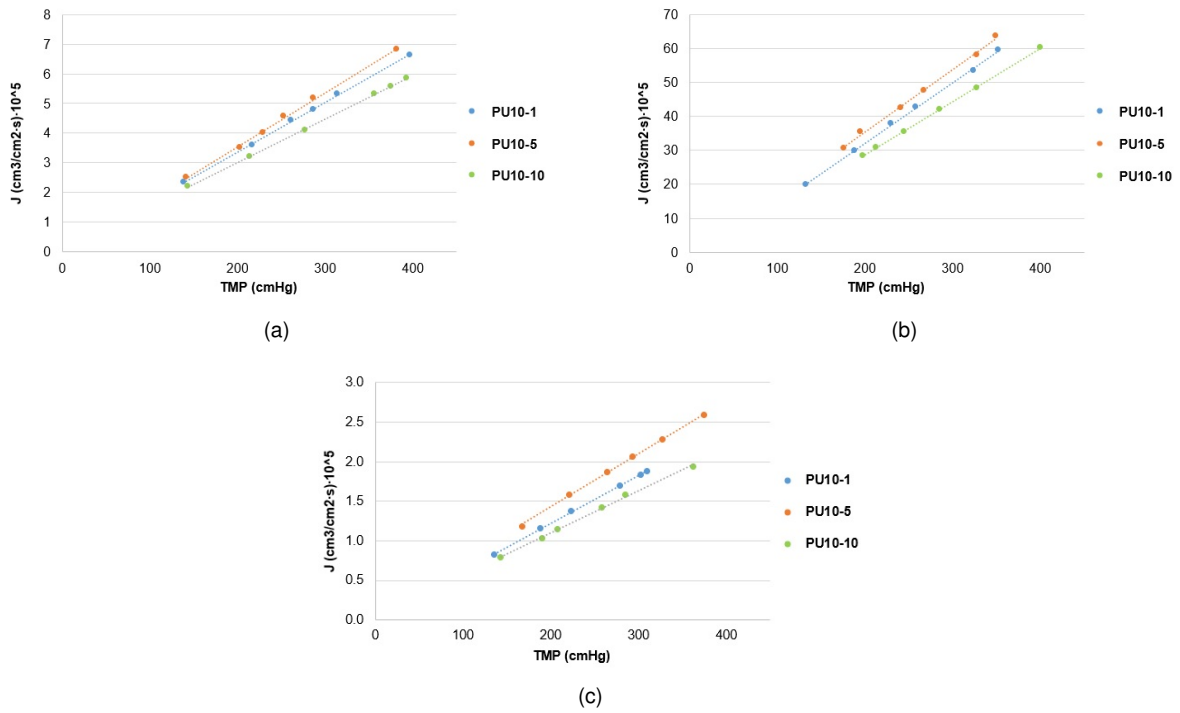 8
7
6
5
4
3
2
1
0
0 100 200 300 400
J (cm3/cm2·s)·10^5
TMP (cmHg)
PU10-1
PU10-5
PU10-10
(a)
70
60
50
40
30
20
10
0
0 100 200 300 400
J (cm3/cm2·s)·10^5
TMP (cmHg)
PU10-1
PU10-5
PU10-10
(b)
3.0
2.5
2.0
1.5
1.0
0.5
0.0
0 100 200 300 400
J (cm3/cm2·s)·10^5
TMP (cmHg)
PU10-1
PU10-5
PU10-10
(c)